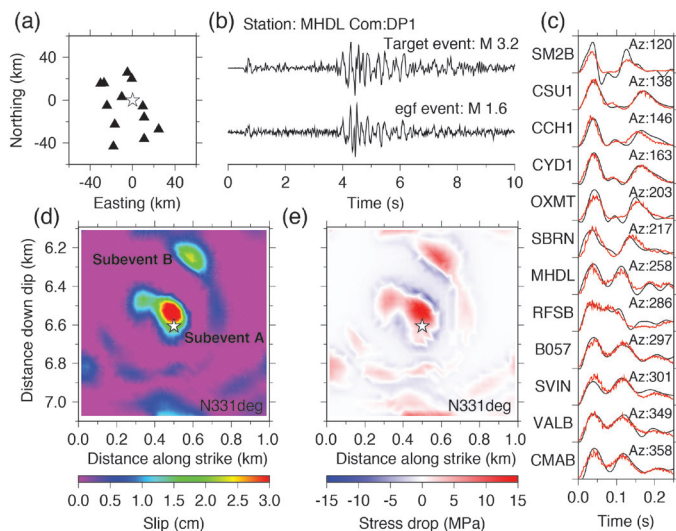 (a)
Northing (km)
40
0
-40
-40 0 40
Easting (km)
(b)
Station: MHDL Com:DP1
Target event: M 3.2
egf event: M 1.6
0 2 4 6 8 10
Time (s)
(c)
SM2B Az:120
CSU1 Az:138
CCH1 Az:146
CYD1 Az:163
OXMT Az:203
SBRN Az:217
MHDL Az:258
RFSB Az:286
B057 Az:297
SVIN Az:301
VALB Az:349
CMAB Az:358
0.0 0.1 0.2
Time (s)
(d)
Distance down dip (km)
6.2
6.4
6.6
6.8
7.0
Subevent B
Subevent A
N331deg
0.0 0.2 0.4 0.6 0.8 1.0
Distance along strike (km)
0.0 0.5 1.0 1.5 2.0 2.5 3.0
Slip (cm)
(e)
N331deg
0.0 0.2 0.4 0.6 0.8 1.0
Distance along strike (km)
-15 -10 -5 0 5 10 15
Stress drop (MPa)